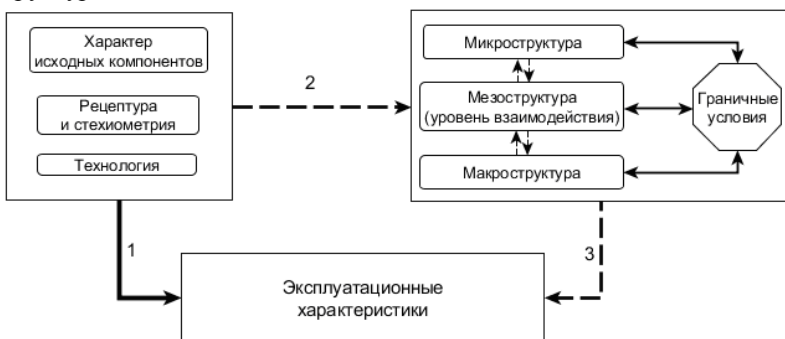 Характер
исходных компонентов
Рецептура
и стехиометрия
Технология
2
Микроструктура
Мезоструктура
(уровень взаимодействия)
Макроструктура
Граничные
условия
1
3
Эксплуатационные
характеристики